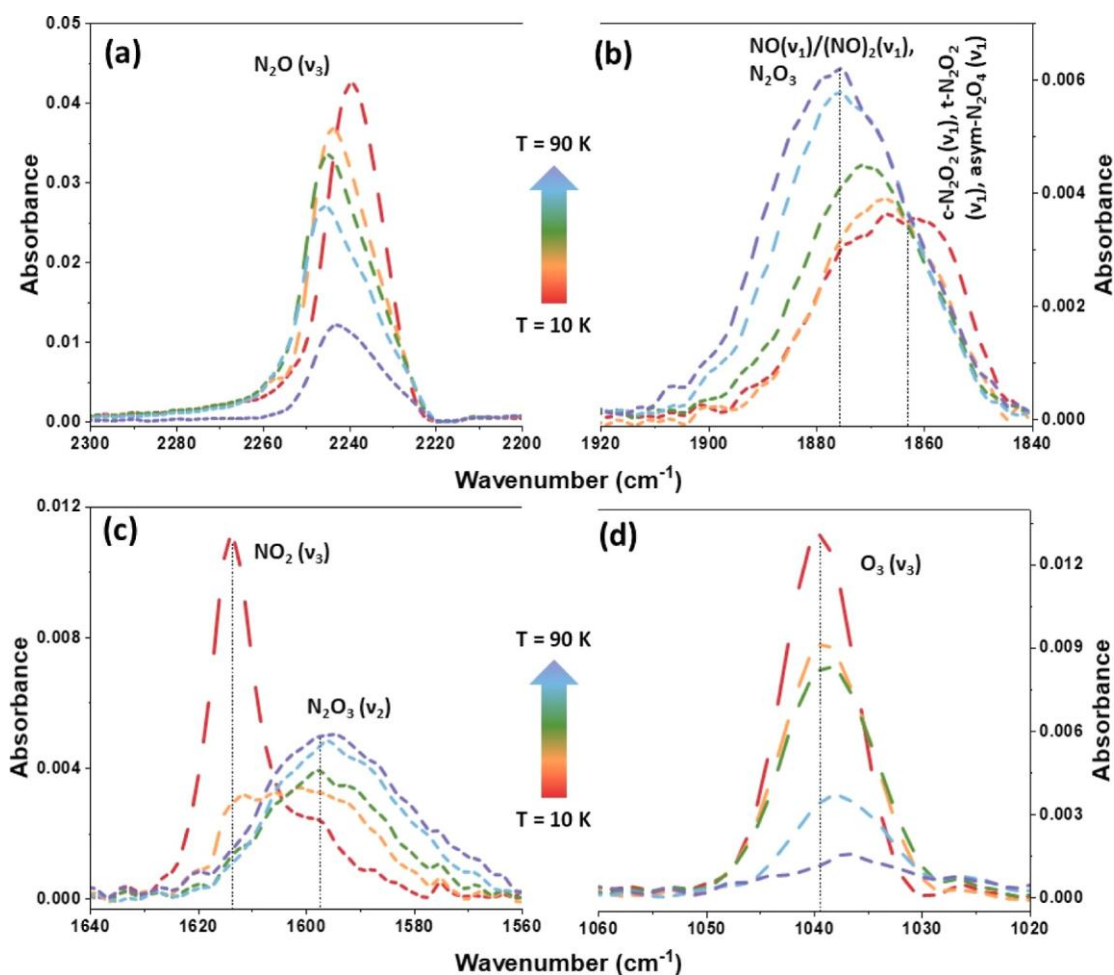 (a)
N₂O (ν₃)
Absorbance
0.05
0.04
0.03
0.02
0.01
0.00
2300 2280 2260 2240 2220 2200
T = 90 K
T = 10 K
(b)
NO(ν₁)/(NO)₂(ν₁),
N₂O₃
c-N₂O₂ (ν₁), t-N₂O₂
(ν₁), asym-N₂O₄ (ν₁)
0.006
0.004
0.002
0.000
Absorbance
1920 1900 1880 1860 1840
Wavenumber (cm⁻¹)
(c)
NO₂ (ν₃)
N₂O₃ (ν₂)
Absorbance
0.012
0.008
0.004
0.000
1640 1620 1600 1580 1560
Wavenumber (cm⁻¹)
T = 90 K
T = 10 K
(d)
O₃ (ν₃)
0.012
0.009
0.006
0.003
0.000
Absorbance
1060 1050 1040 1030 1020
Wavenumber (cm⁻¹)